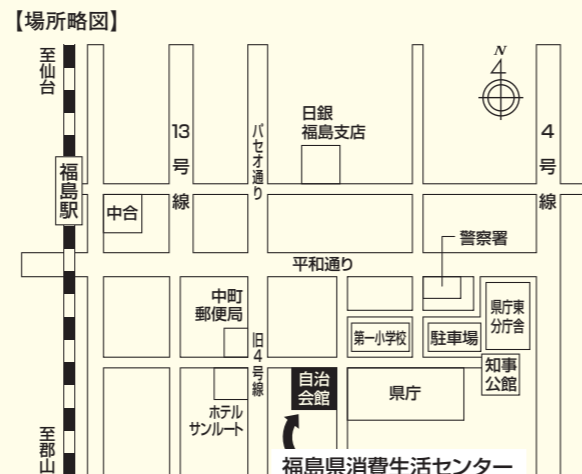 【場所略図】
至仙台
N
日銀
福島支店
13号線
パセオ通り
4号線
福島駅
中合
警察署
平和通り
中町
郵便局
県庁東
分庁舎
第一小学校
駐車場
旧4号線
知事
公館
自治
会館
県庁
ホテル
サンルート
至郡山
福島県消費生活センター